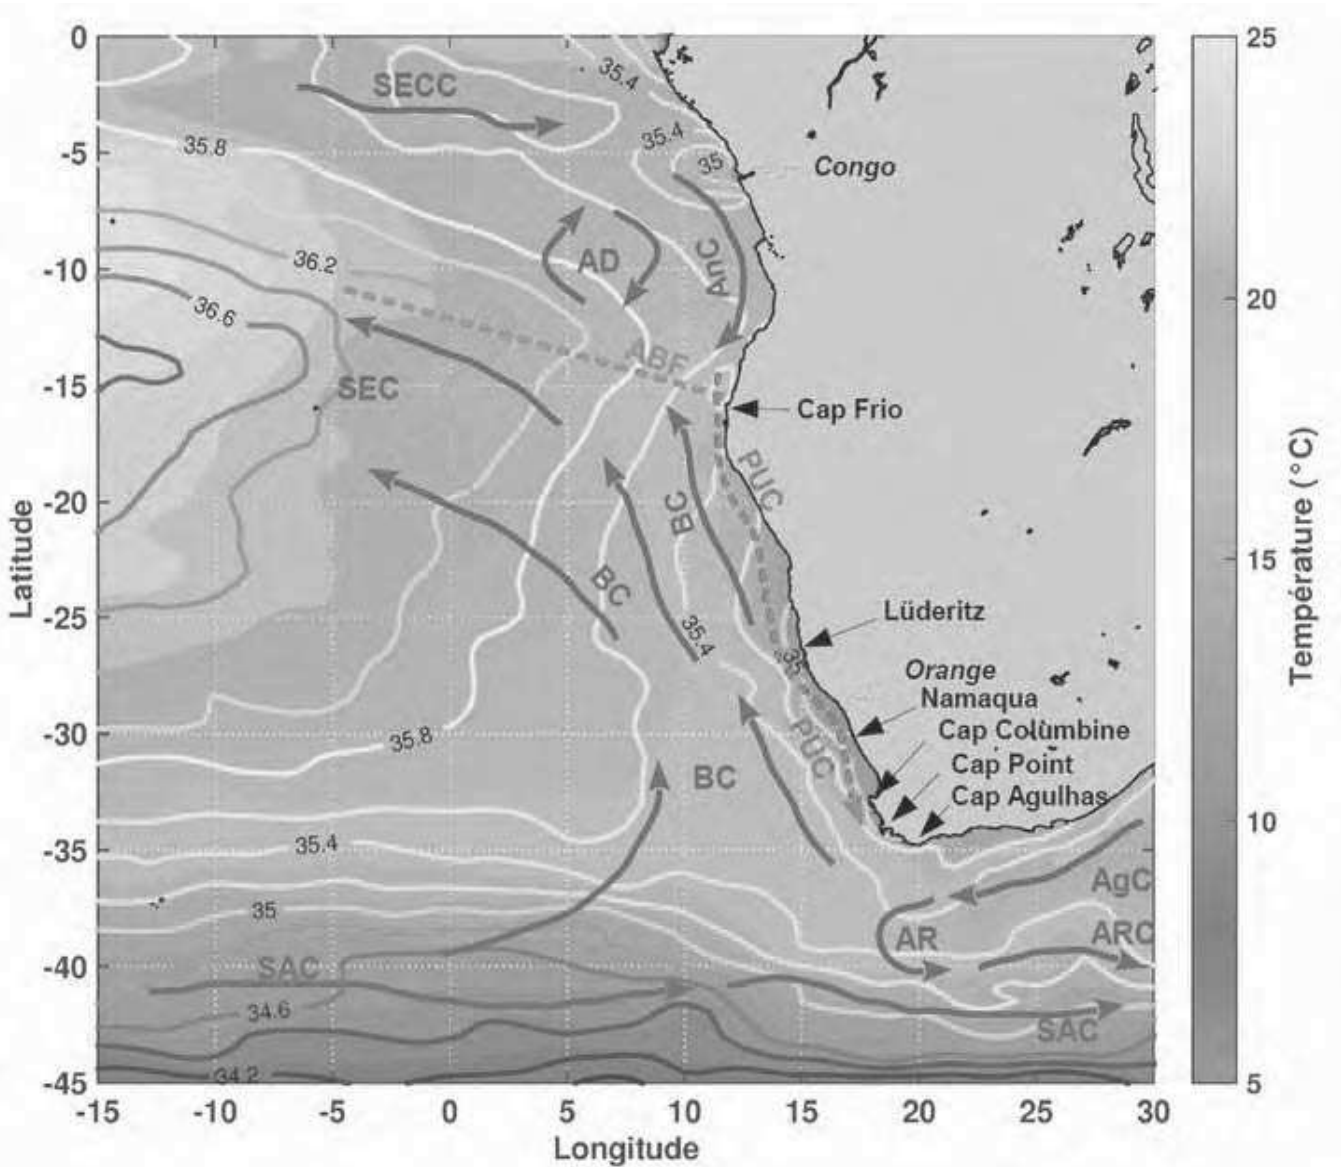 0
SECC
35.4
25
35.8
35.4
35
Congo
-5
AnC
AD
36.2
-10
36.6
20
ABF
SEC
-15
Cap Frio
PUC
BC
-20
15
BC
-25
Lüderitz
35.4
35
Orange
Namaqua
-30
35.8
PUC
Cap Columbine
BC
Cap Point
Cap Agulhas
10
35.4
-35
AgC
35
AR
ARC
SAC
-40
34.6
SAC
34.2
-45
5
-15
-10
-5
0
5
10
15
20
25
30
Longitude
Latitude
Température (°C)